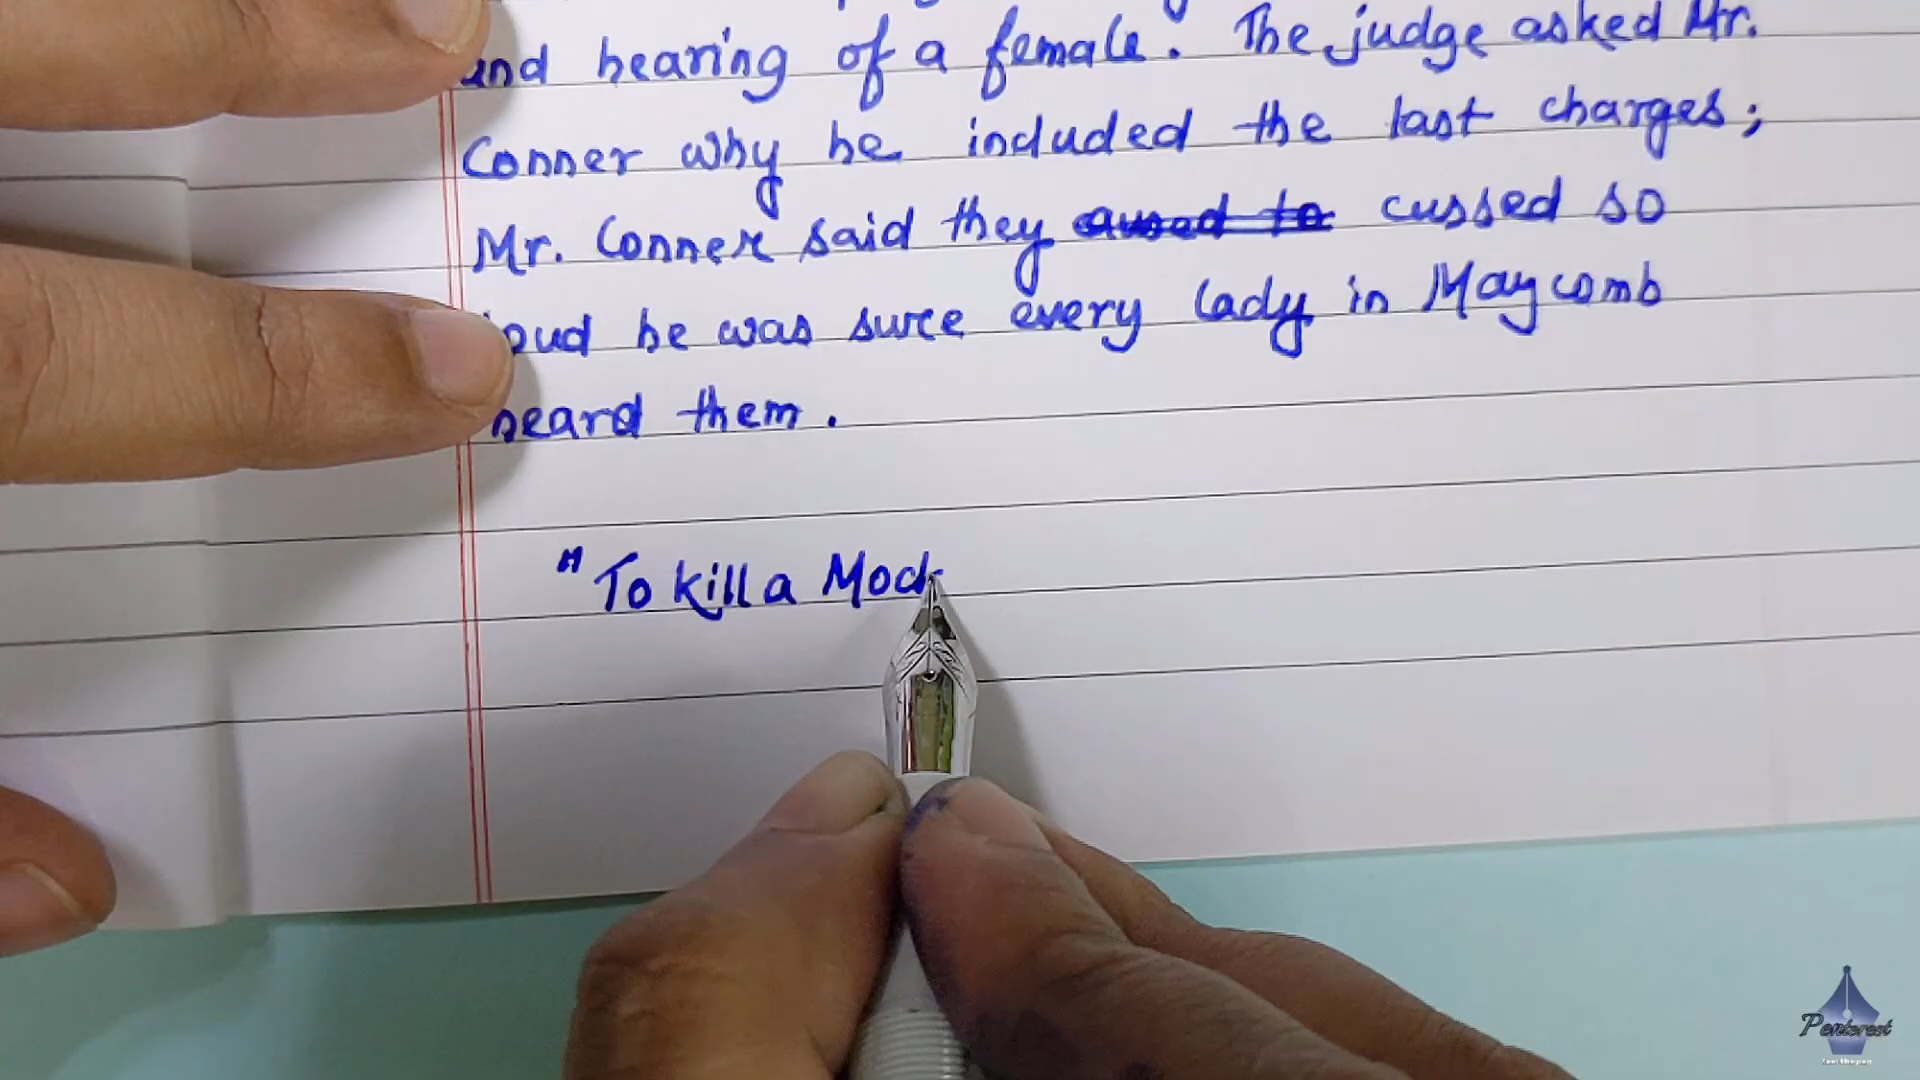 and hearing of a female. The judge asked Mr.
Conner why he included the last charges;
Mr. Conner said they cussed so
loud he was sure every lady in Maycomb
heard them.
"To kill a Mock
Penterest